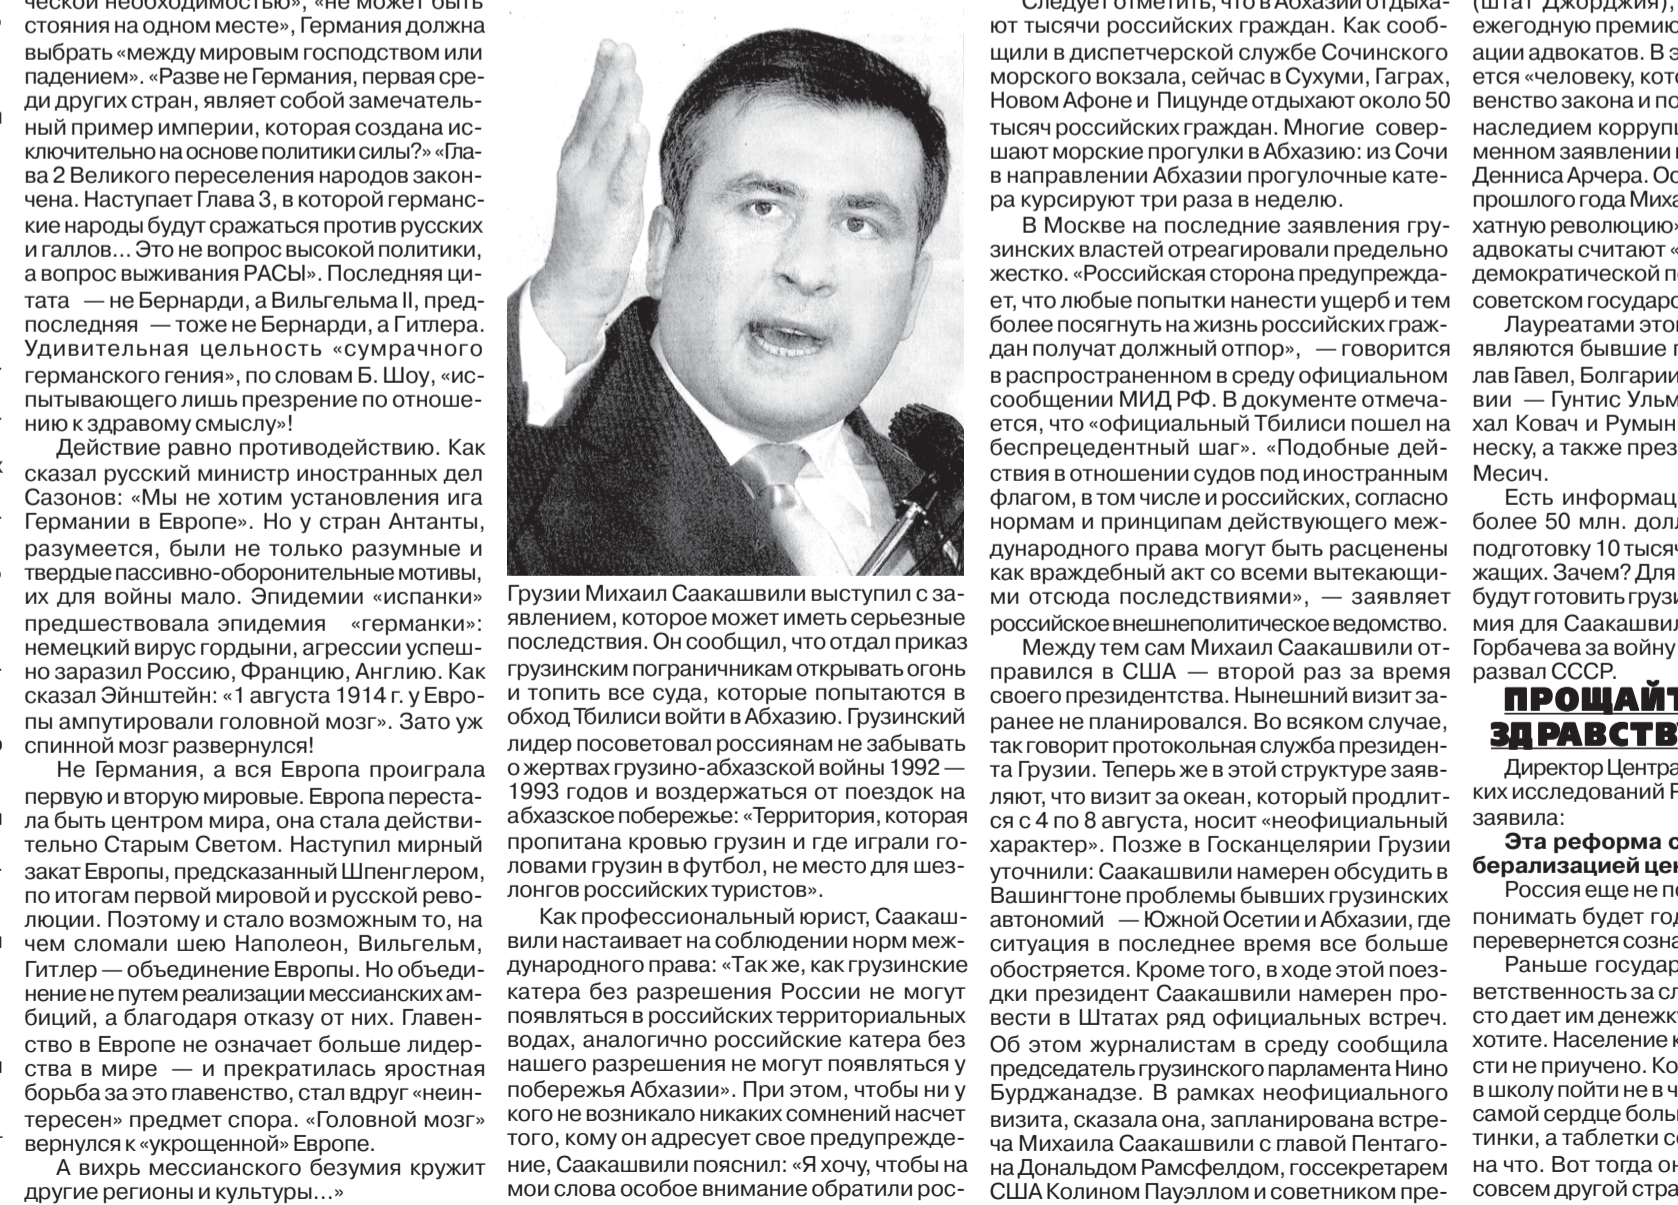 ческой необходимостью», «не может быть
стояния на одном месте», Германия должна
выбрать «между мировым господством или
падением». «Разве не Германия, первая сре-
ди других стран, являет собой замечатель-
ный пример империи, которая создана ис-
ключительно на основе политики силы?» «Гла-
ва 2 Великого переселения народов закон-
чена. Наступает Глава 3, в которой германс-
кие народы будут сражаться против русских
и галлов... Это не вопрос высокой политики,
а вопрос выживания РАСЫ». Последняя ци-
тата — не Бернарди, а Вильгельма II, пред-
последняя — тоже не Бернарди, а Гитлера.
Удивительная цельность «сумрачного
германского гения», по словам Б. Шоу, «ис-
пытывающего лишь презрение по отноше-
нию к здравому смыслу»!
Действие равно противодействию. Как
сказал русский министр иностранных дел
Сазонов: «Мы не хотим установления ига
Германии в Европе». Но у стран Антанты,
разумеется, были не только разумные и
твердые пассивно-оборонительные мотивы,
их для войны мало. Эпидемии «испанки»
предшествовала эпидемия «германки»:
немецкий вирус гордыни, агрессии успеш-
но заразил Россию, Францию, Англию. Как
сказал Эйнштейн: «1 августа 1914 г. у Евро-
пы ампутировали головной мозг». Зато уж
спинной мозг развернулся!
Не Германия, а вся Европа проиграла
первую и вторую мировые. Европа переста-
ла быть центром мира, она стала действи-
тельно Старым Светом. Наступил мирный
закат Европы, предсказанный Шпенглером,
по итогам первой мировой и русской рево-
люции. Поэтому и стало возможным то, на
чем сломали шею Наполеон, Вильгельм,
Гитлер — объединение Европы. Но объеди-
нение не путем реализации мессианских ам-
биций, а благодаря отказу от них. Главен-
ство в Европе не означает больше лидер-
ства в мире — и прекратилась яростная
борьба за это главенство, стал вдруг «неин-
тересен» предмет спора. «Головной мозг»
вернулся к «укрощенной» Европе.
А вихрь мессианского безумия кружит
другие регионы и культуры...»
Грузии Михаил Саакашвили выступил с за-
явлением, которое может иметь серьезные
последствия. Он сообщил, что отдал приказ
грузинским пограничникам открывать огонь
и топить все суда, которые попытаются в
обход Тбилиси войти в Абхазию. Грузинский
лидер посоветовал россиянам не забывать
о жертвах грузино-абхазской войны 1992 —
1993 годов и воздержаться от поездок на
абхазское побережье: «Территория, которая
пропитана кровью грузин и где играли го-
ловами грузин в футбол, не место для шез-
лонгов российских туристов».
Как профессиональный юрист, Саакаш-
вили настаивает на соблюдении норм меж-
дународного права: «Так же, как грузинские
катера без разрешения России не могут
появляться в российских территориальных
водах, аналогично российские катера без
нашего разрешения не могут появляться у
побережья Абхазии». При этом, чтобы ни у
кого не возникало никаких сомнений насчет
того, кому он адресует свое предупрежде-
ние, Саакашвили пояснил: «Я хочу, чтобы на
мои слова особое внимание обратили рос-
Следует отметить, что в Абхазии отдыха-
ют тысячи российских граждан. Как сооб-
щили в диспетчерской службе Сочинского
морского вокзала, сейчас в Сухуми, Гаграх,
Новом Афоне и Пицунде отдыхают около 50
тысяч российских граждан. Многие совер-
шают морские прогулки в Абхазию: из Сочи
в направлении Абхазии прогулочные кате-
ра курсируют три раза в неделю.
В Москве на последние заявления гру-
зинских властей отреагировали предельно
жестко. «Российская сторона предупрежда-
ет, что любые попытки нанести ущерб и тем
более посягнуть на жизнь российских граж-
дан получат должный отпор», — говорится
в распространенном в среду официальном
сообщении МИД РФ. В документе отмеча-
ется, что «официальный Тбилиси пошел на
беспрецедентный шаг». «Подобные дей-
ствия в отношении судов под иностранным
флагом, в том числе и российских, согласно
нормам и принципам действующего меж-
дународного права могут быть расценены
как враждебный акт со всеми вытекающи-
ми отсюда последствиями», — заявляет
российское внешнеполитическое ведомство.
Между тем сам Михаил Саакашвили от-
правился в США — второй раз за время
своего президентства. Нынешний визит за-
ранее не планировался. Во всяком случае,
так говорит протокольная служба президен-
та Грузии. Теперь же в этой структуре заяв-
ляют, что визит за океан, который продлит-
ся с 4 по 8 августа, носит «неофициальный
характер». Позже в Госканцелярии Грузии
уточнили: Саакашвили намерен обсудить в
Вашингтоне проблемы бывших грузинских
автономий — Южной Осетии и Абхазии, где
ситуация в последнее время все больше
обостряется. Кроме того, в ходе этой поез-
дки президент Саакашвили намерен про-
вести в Штатах ряд официальных встреч.
Об этом журналистам в среду сообщила
председатель грузинского парламента Нино
Бурджанадзе. В рамках неофициального
визита, сказала она, запланирована встре-
ча Михаила Саакашвили с главой Пентаго-
на Дональдом Рамсфелдом, госсекретарем
США Колином Пауэллом и советником пре-
(штат Джорджия),
ежегодную премию
ации адвокатов. В э
ется «человеку, кото
венство закона и по
наследием коррупц
менном заявлении
Денниса Арчера. Ос
прошлого года Миха
хатную революцию»
адвокаты считают «
демократической п
советском государс
Лауреатами этой
являются бывшие п
лав Гавел, Болгарии
вии — Гунтис Ульм
хал Ковач и Румын
неску, а также през
Месич.
Есть информац
более 50 млн. долл
подготовку 10 тысяч
жащих. Зачем? Для
будут готовить грузи
мия для Саакашвил
Горбачева за войну
развал СССР.
ПРОЩАЙТ
ЗДРАВСТВ
Директор Центра
ких исследований Р
заявила:
Эта реформа с
берализацией цен
Россия еще не по
понимать будет год
перевернется созна
Раньше государ
ветственность за сл
сто дает им денежку
хотите. Население к
сти не приучено. Ко
в школу пойти не в ч
самой сердце боль
тинки, а таблетки со
на что. Вот тогда он
совсем другой стра